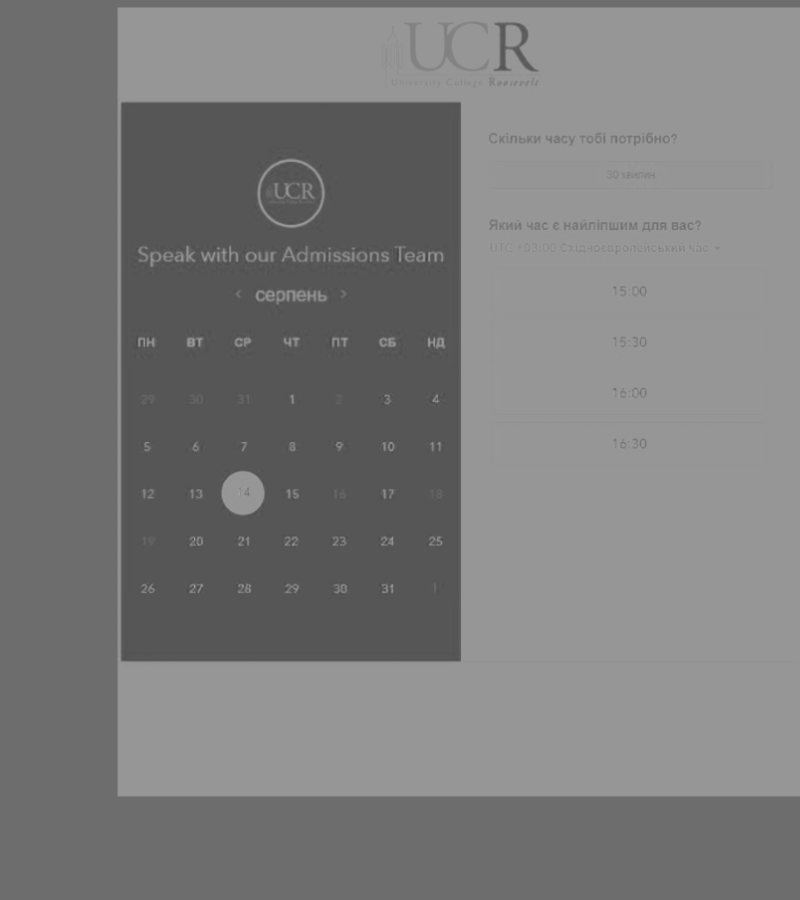 UCR
University College Roosevelt
UCR
Speak with our Admissions Team
< серпень >
ПН ВТ СР ЧТ ПТ СБ НД
29 30 31 1 2 3 4
5 6 7 8 9 10 11
12 13 14 15 16 17 18
19 20 21 22 23 24 25
26 27 28 29 30 31 1
Скільки часу тобі потрібно?
30 хвилин
Який час є найліпшим для вас?
UTC +03:00 Східноєвропейський час
15:00
15:30
16:00
16:30